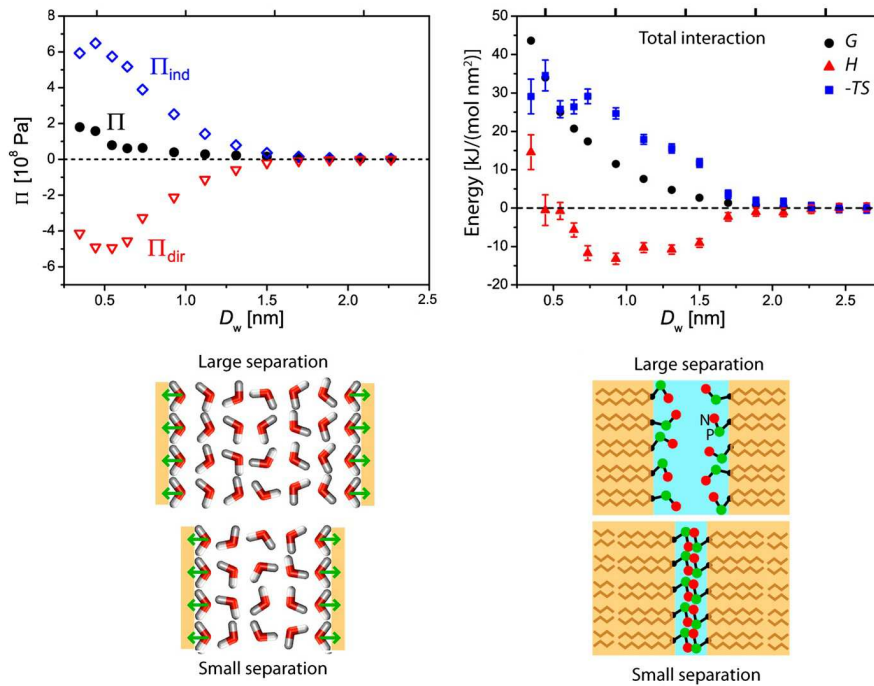 8
6
4
2
0
-2
-4
-6
Π [10⁸ Pa]
Π_ind
Π
Π_dir
0.5 1.0 1.5 2.0 2.5
D_w [nm]
Total interaction
G
H
-TS
50
40
30
20
10
0
-10
-20
Energy [kJ/(mol nm²)]
0.5 1.0 1.5 2.0 2.5
D_w [nm]
Large separation
Small separation
Large separation
N
P
Small separation